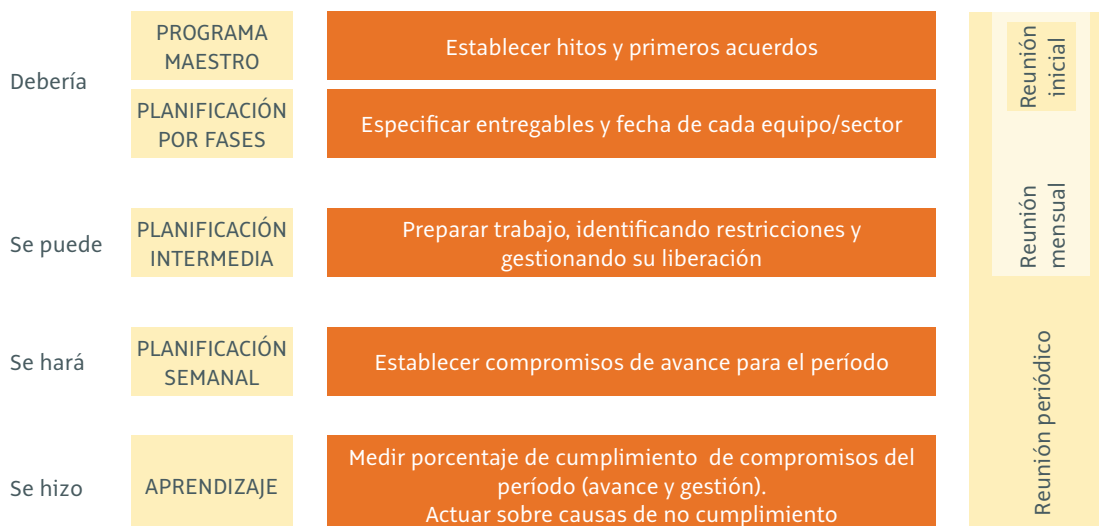 Debería
PROGRAMA
MAESTRO
Establecer hitos y primeros acuerdos
PLANIFICACIÓN
POR FASES
Especificar entregables y fecha de cada equipo/sector
Se puede
PLANIFICACIÓN
INTERMEDIA
Preparar trabajo, identificando restricciones y
gestionando su liberación
Se hará
PLANIFICACIÓN
SEMANAL
Establecer compromisos de avance para el período
Se hizo
APRENDIZAJE
Medir porcentaje de cumplimiento de compromisos del
período (avance y gestión).
Actuar sobre causas de no cumplimiento
Reunión
inicial
Reunión
mensual
Reunión periódico